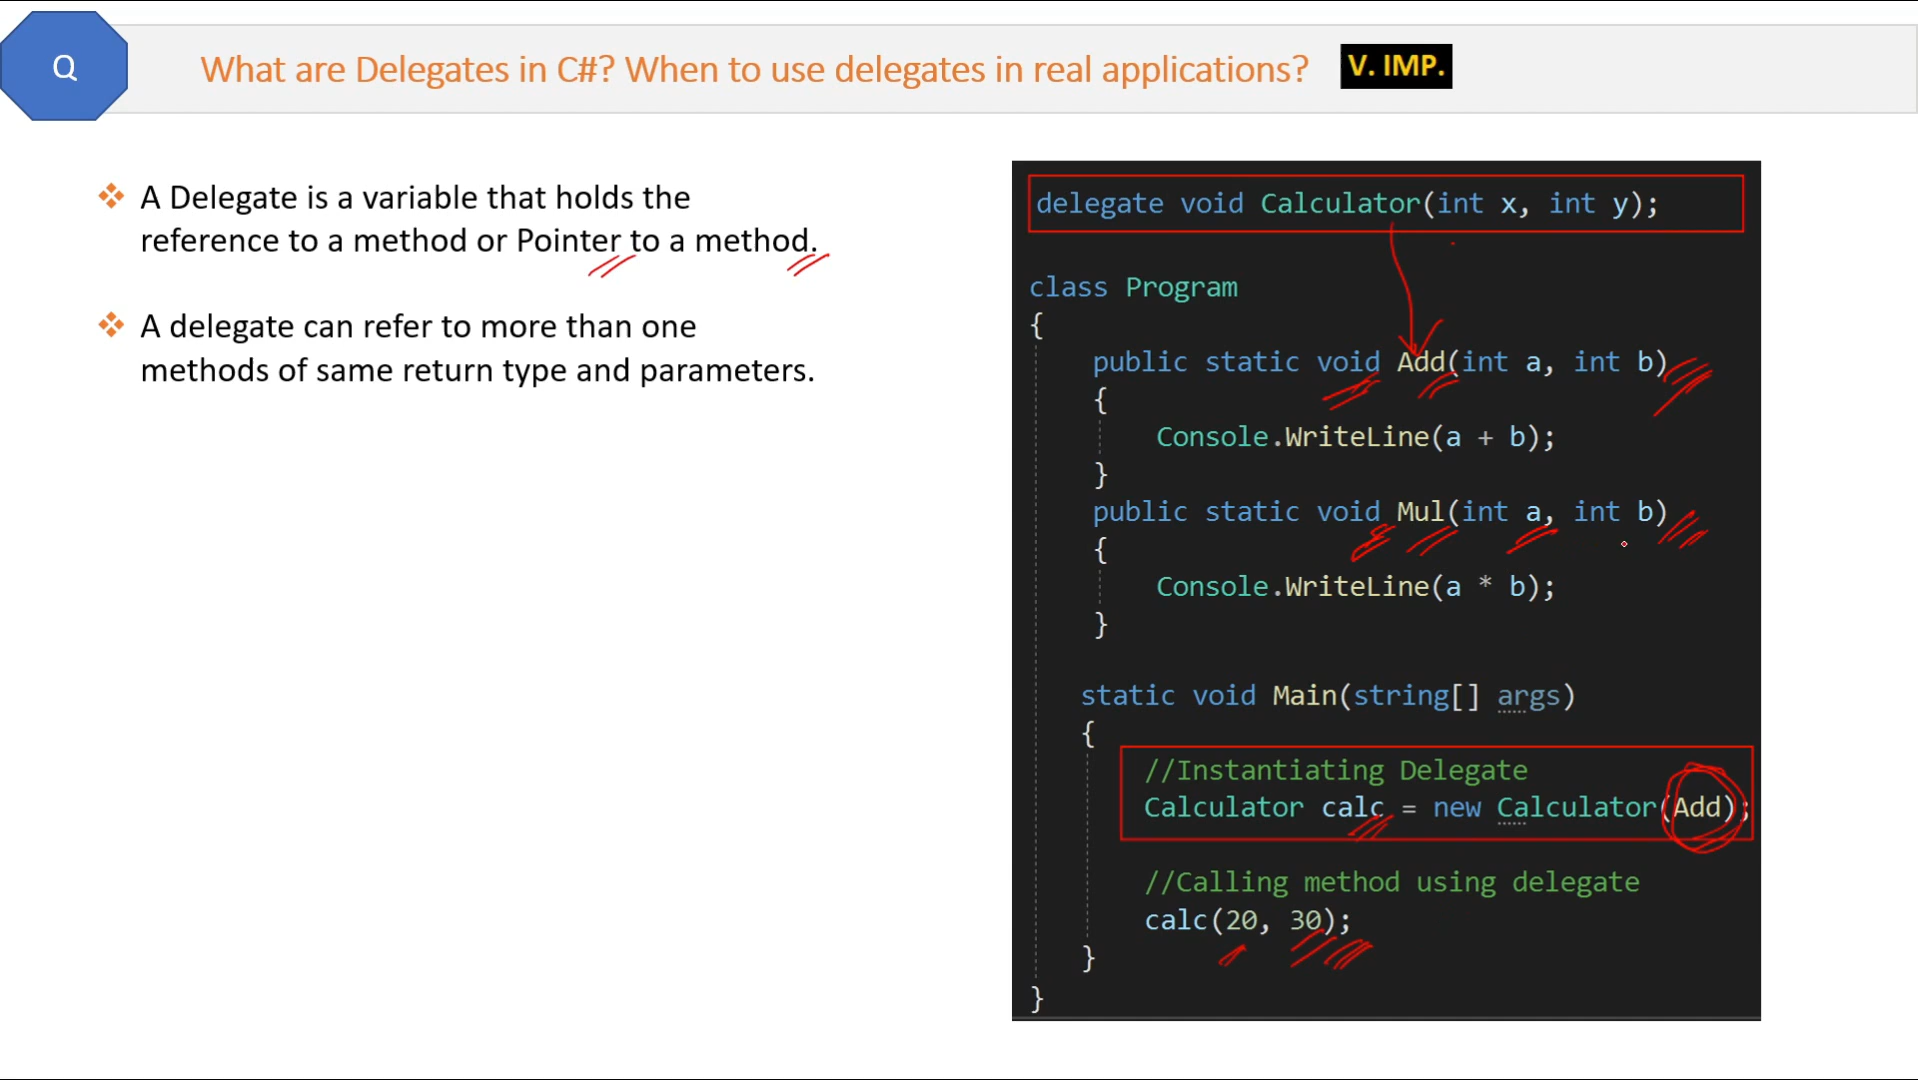 Q
What are Delegates in C#? When to use delegates in real applications? V. IMP.
A Delegate is a variable that holds the
reference to a method or Pointer to a method.
A delegate can refer to more than one
methods of same return type and parameters.
delegate void Calculator(int x, int y);
class Program
{
public static void Add(int a, int b)
{
Console.WriteLine(a + b);
}
public static void Mul(int a, int b)
{
Console.WriteLine(a * b);
}
static void Main(string[] args)
{
//Instantiating Delegate
Calculator calc = new Calculator(Add);
//Calling method using delegate
calc(20, 30);
}
}